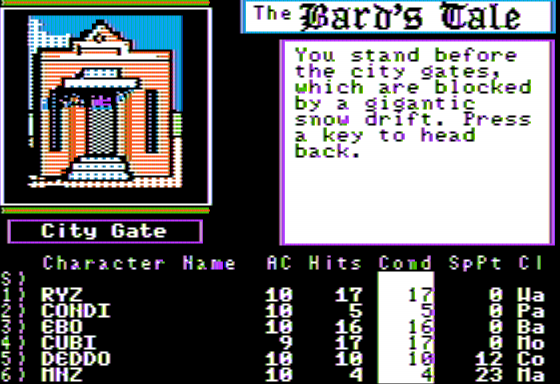 The Bard's Tale
You stand before
the city gates,
which are blocked
by a gigantic
snow drift. Press
a key to head
back.
City Gate
Character Name AC Hits Cond SpPt Cl
S)
1) RYZ 10 17 17 0 Wa
2) CONDI 10 5 5 0 Pa
3) EBO 10 16 16 0 Ba
4) CUBI 9 17 17 0 Mo
5) DEDDO 10 10 10 12 Co
6) MNZ 10 4 4 23 Ma